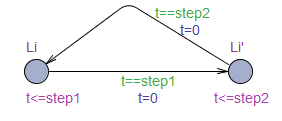 t==step2
t=0
Li
Li'
t==step1
t<=step1
t=0
t<=step2